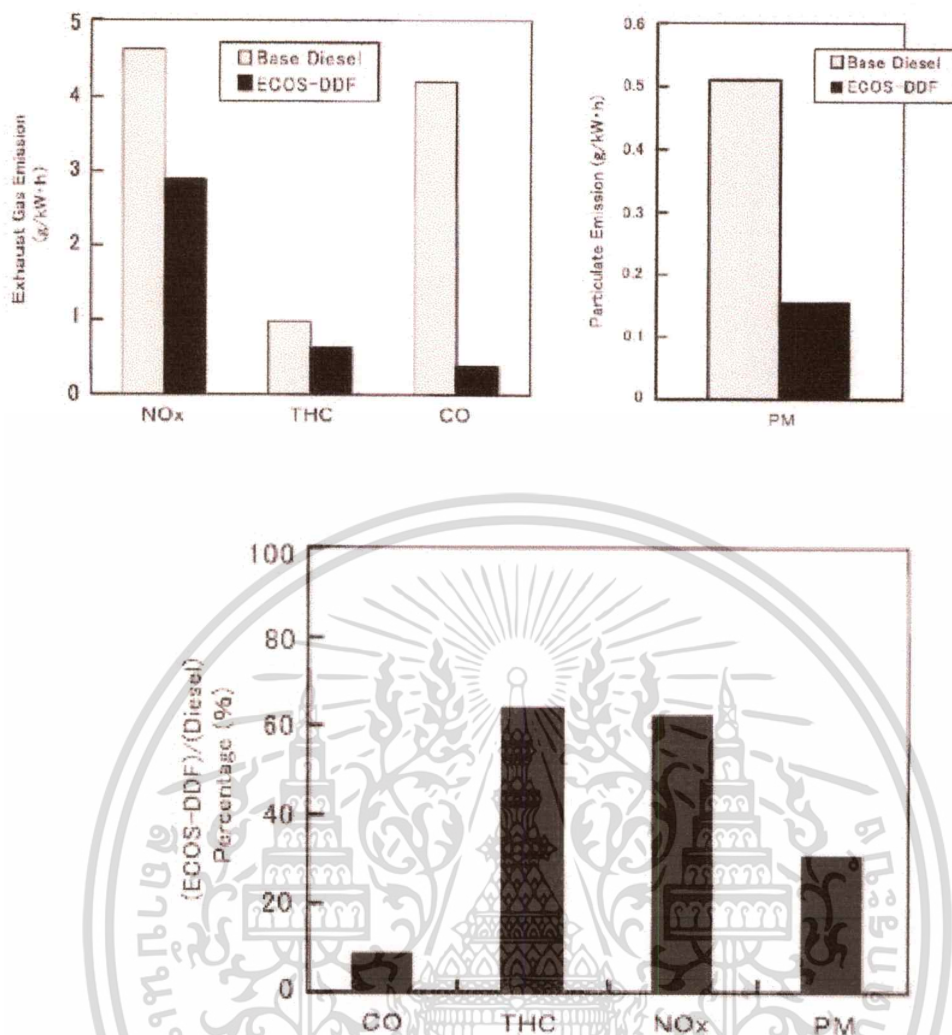 5
4
3
2
1
0
Exhaust Gas Emission
(g/kW·h)
Base Diesel
ECOS-DDF
NOx THC CO
0.6
0.5
0.4
0.3
0.2
0.1
0
Particulate Emission (g/kW·h)
Base Diesel
ECOS-DDF
PM
100
80
60
40
20
0
(ECOS-DDF)/(Diesel)
Percentage (%)
CO THC NOx PM